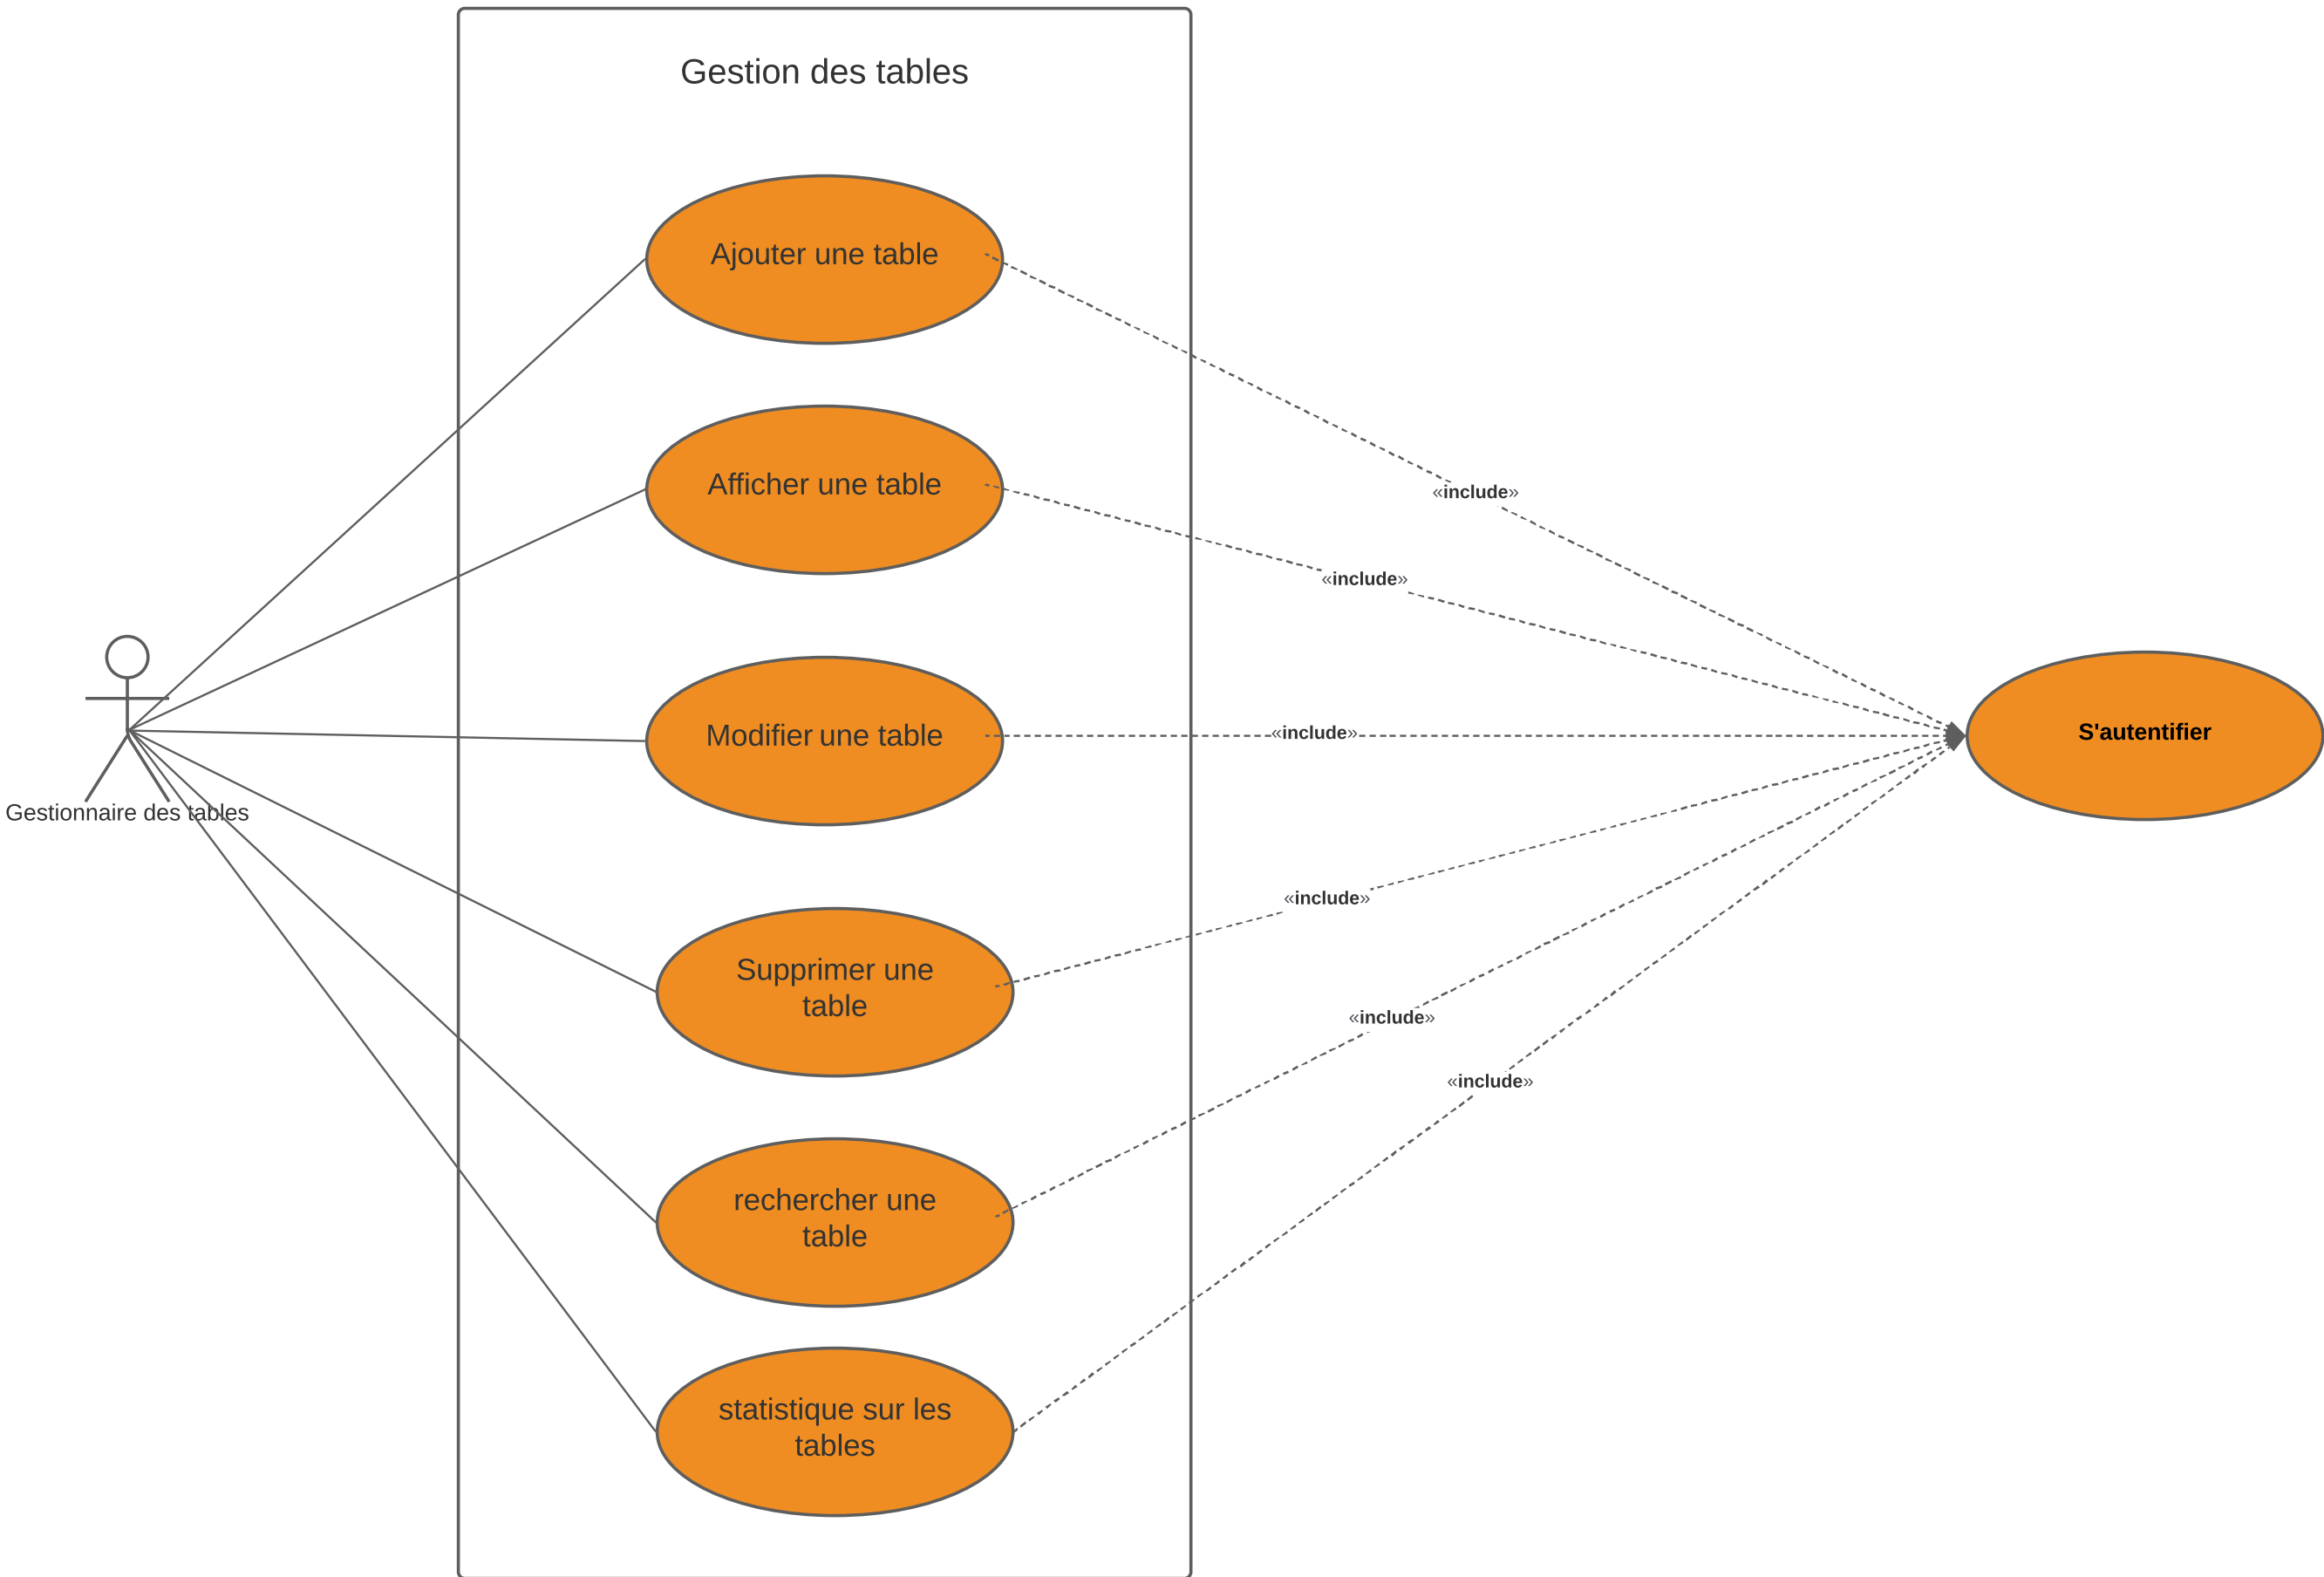 Gestion des tables
Ajouter une table
«include»
Afficher une table
«include»
Modifier une table
«include»
S'autentifier
Gestionnaire des tables
«include»
Supprimer une
table
«include»
«include»
rechercher une
table
statistique sur les
tables